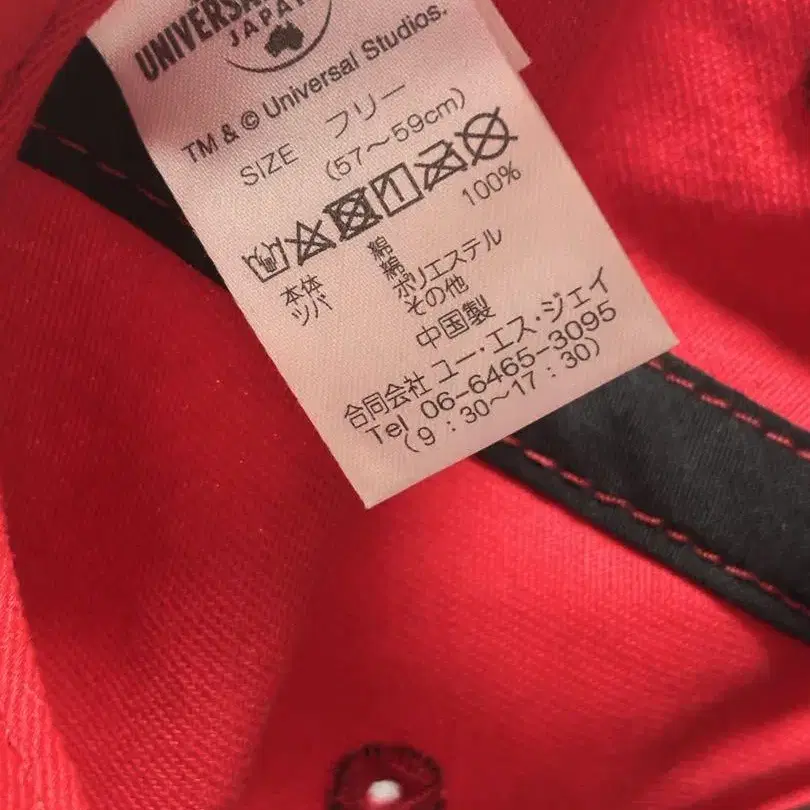 UNIVERSAL
JAPAN
TM & © Universal Studios.
SIZE フリー
(57～59cm)
本体 綿 100%
ツバ 綿
ポリエステル
その他
中国製
合同会社 ユー・エス・ジェイ
Tel 06-6465-3095
(9:30～17:30)